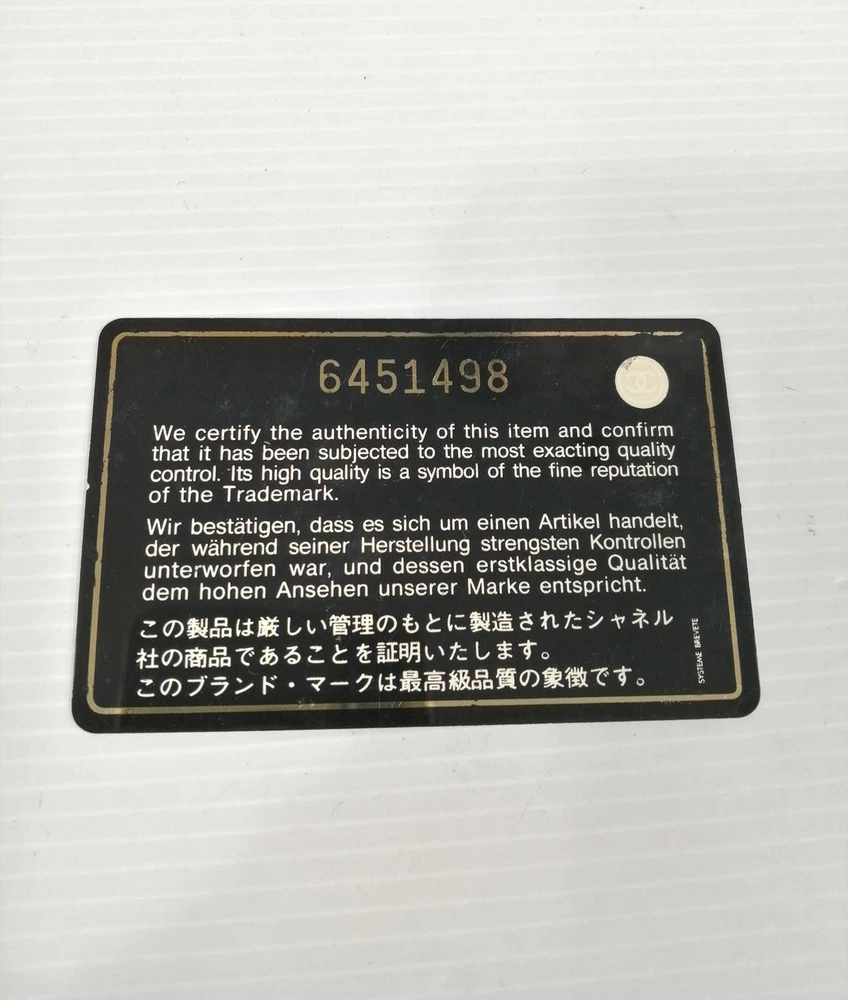 6451498
We certify the authenticity of this item and confirm
that it has been subjected to the most exacting quality
control. Its high quality is a symbol of the fine reputation
of the Trademark.
Wir bestätigen, dass es sich um einen Artikel handelt,
der während seiner Herstellung strengsten Kontrollen
unterworfen war, und dessen erstklassige Qualität
dem hohen Ansehen unserer Marke entspricht.
この製品は厳しい管理のもとに製造されたシャネル
社の商品であることを証明いたします。
このブランド・マークは最高級品質の象徴です。
SYSTEME BREVETE